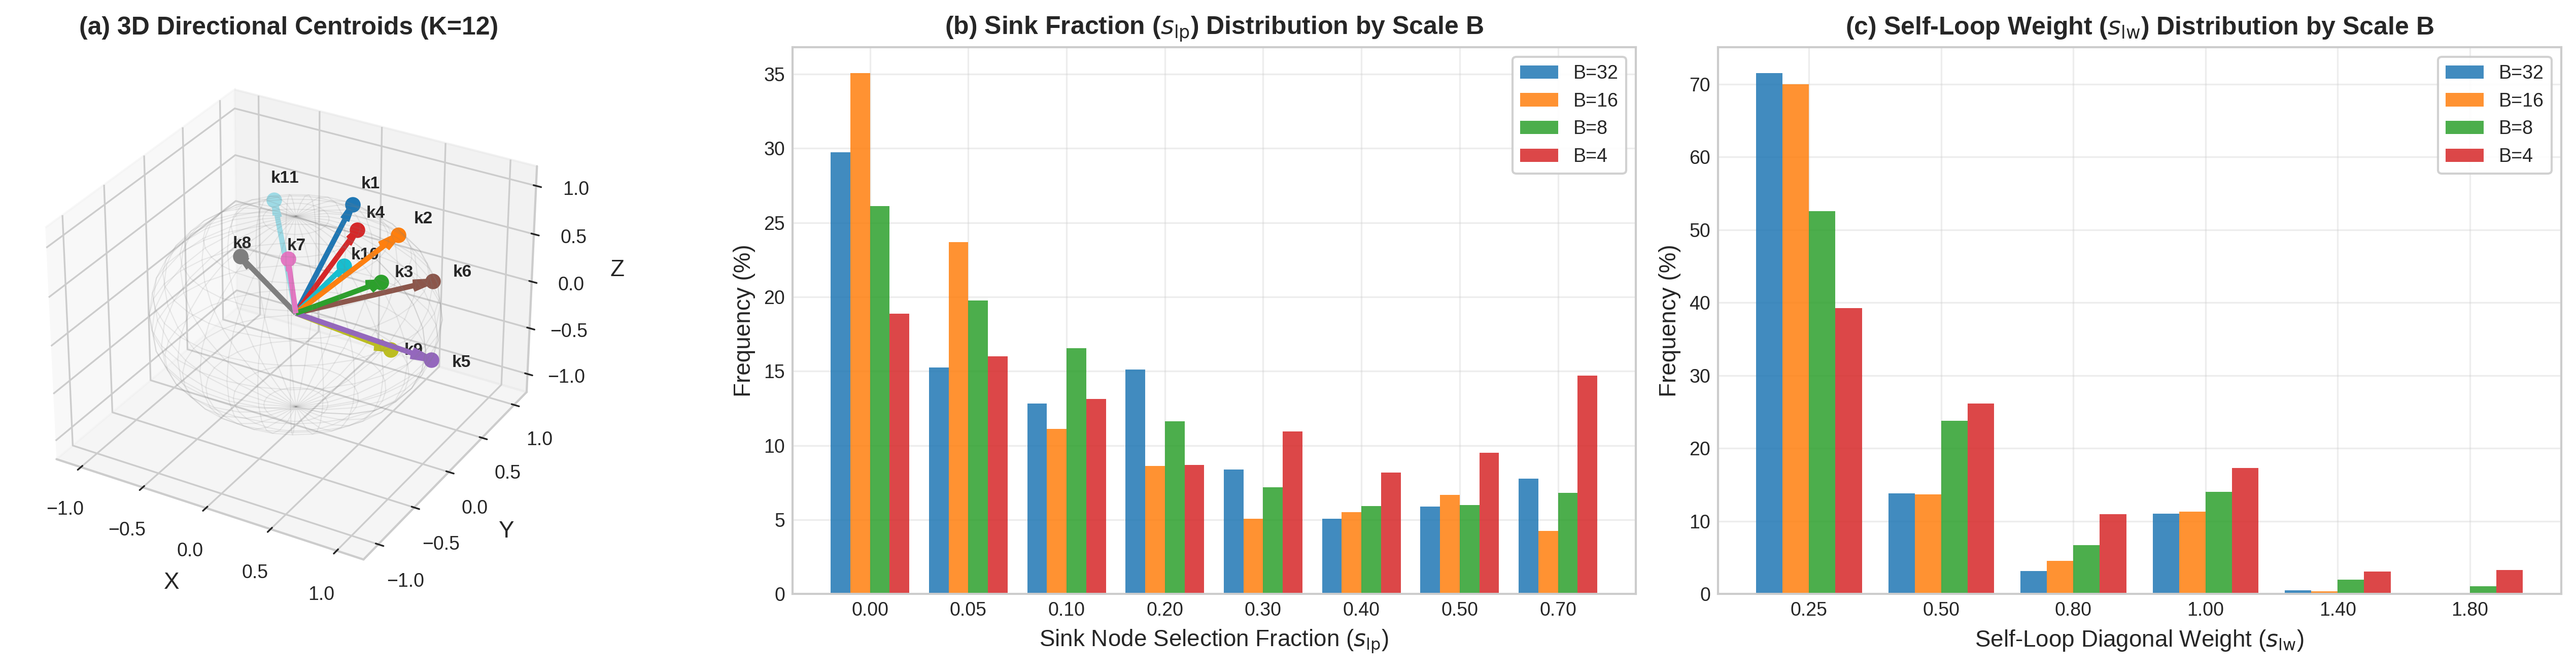 (a) 3D Directional Centroids (K=12)
k11
k1
k4
k2
k8
k7
k10
k3
k6
k9
k5
1.0
0.5
0.0
−0.5
−1.0
Z
1.0
0.5
0.0
−0.5
−1.0
Y
−1.0
−0.5
0.0
0.5
1.0
X
(b) Sink Fraction (s_lp) Distribution by Scale B
35
30
25
20
15
10
5
0
Frequency (%)
B=32
B=16
B=8
B=4
0.00 0.05 0.10 0.20 0.30 0.40 0.50 0.70
Sink Node Selection Fraction (s_lp)
(c) Self-Loop Weight (s_lw) Distribution by Scale B
70
60
50
40
30
20
10
0
Frequency (%)
B=32
B=16
B=8
B=4
0.25 0.50 0.80 1.00 1.40 1.80
Self-Loop Diagonal Weight (s_lw)